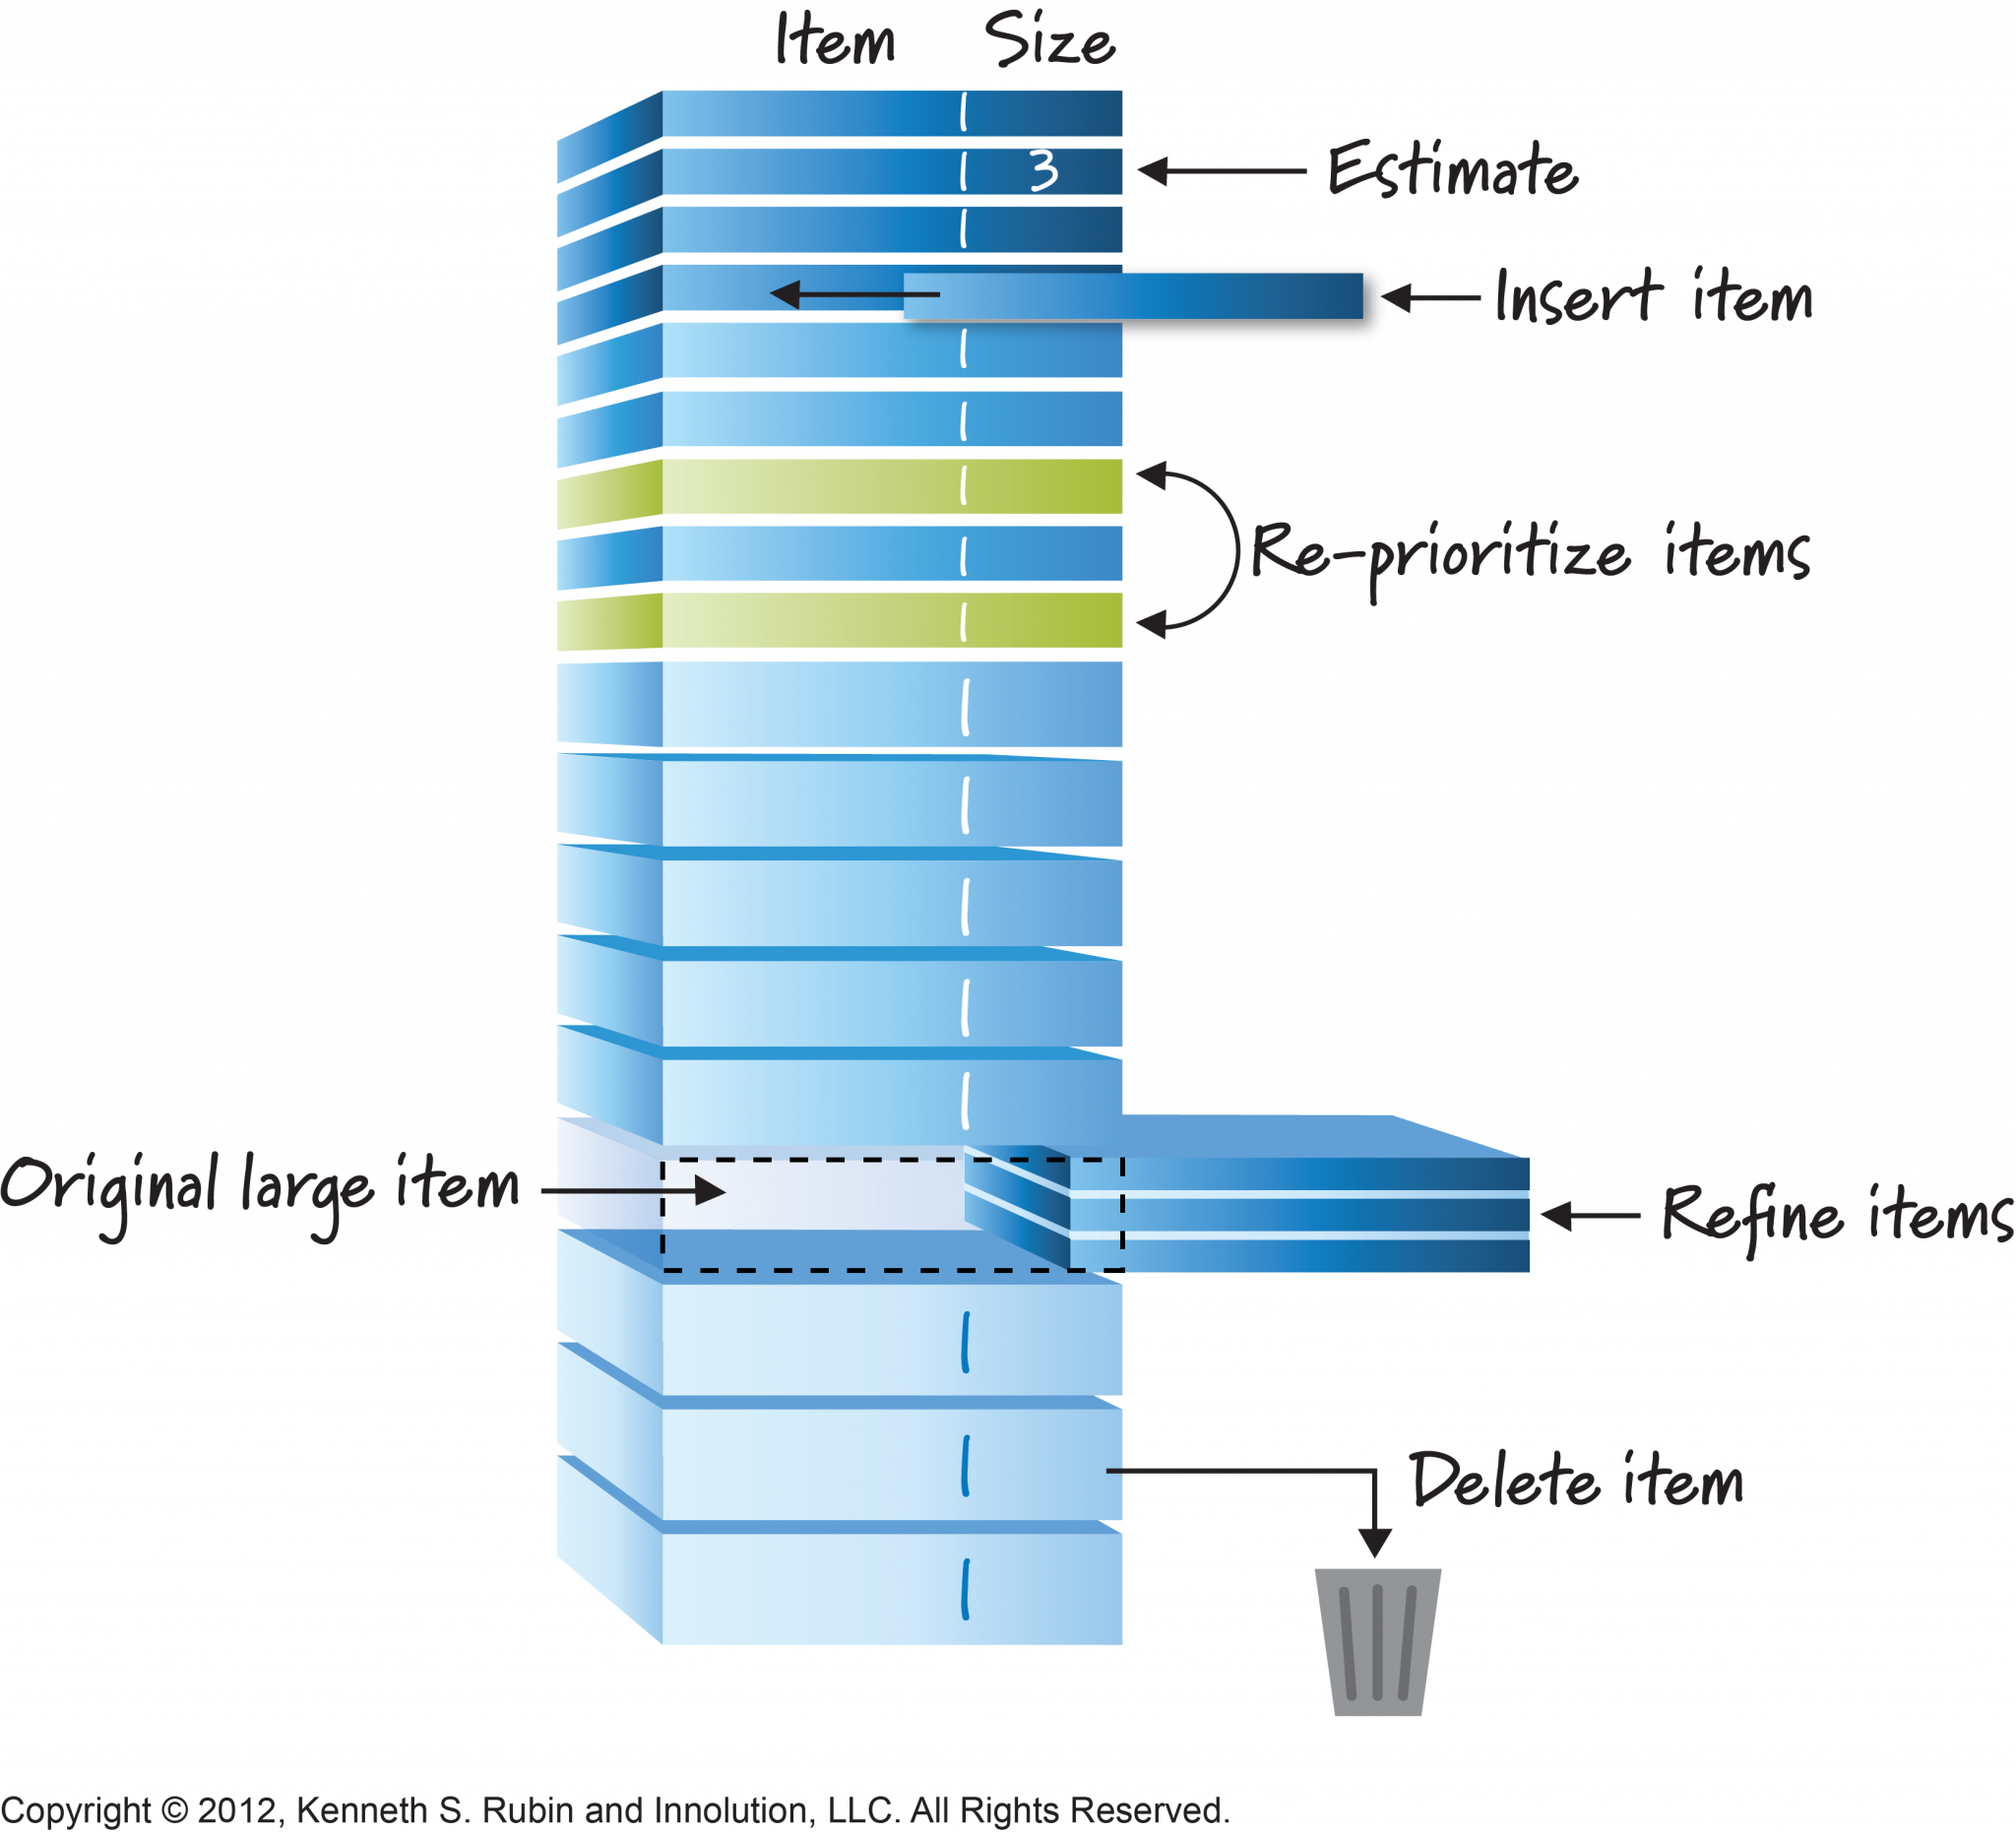 Item Size
3
Estimate
Insert item
Re-prioritize items
Original large item
Refine items
Delete item
Copyright © 2012, Kenneth S. Rubin and Innolution, LLC. All Rights Reserved.